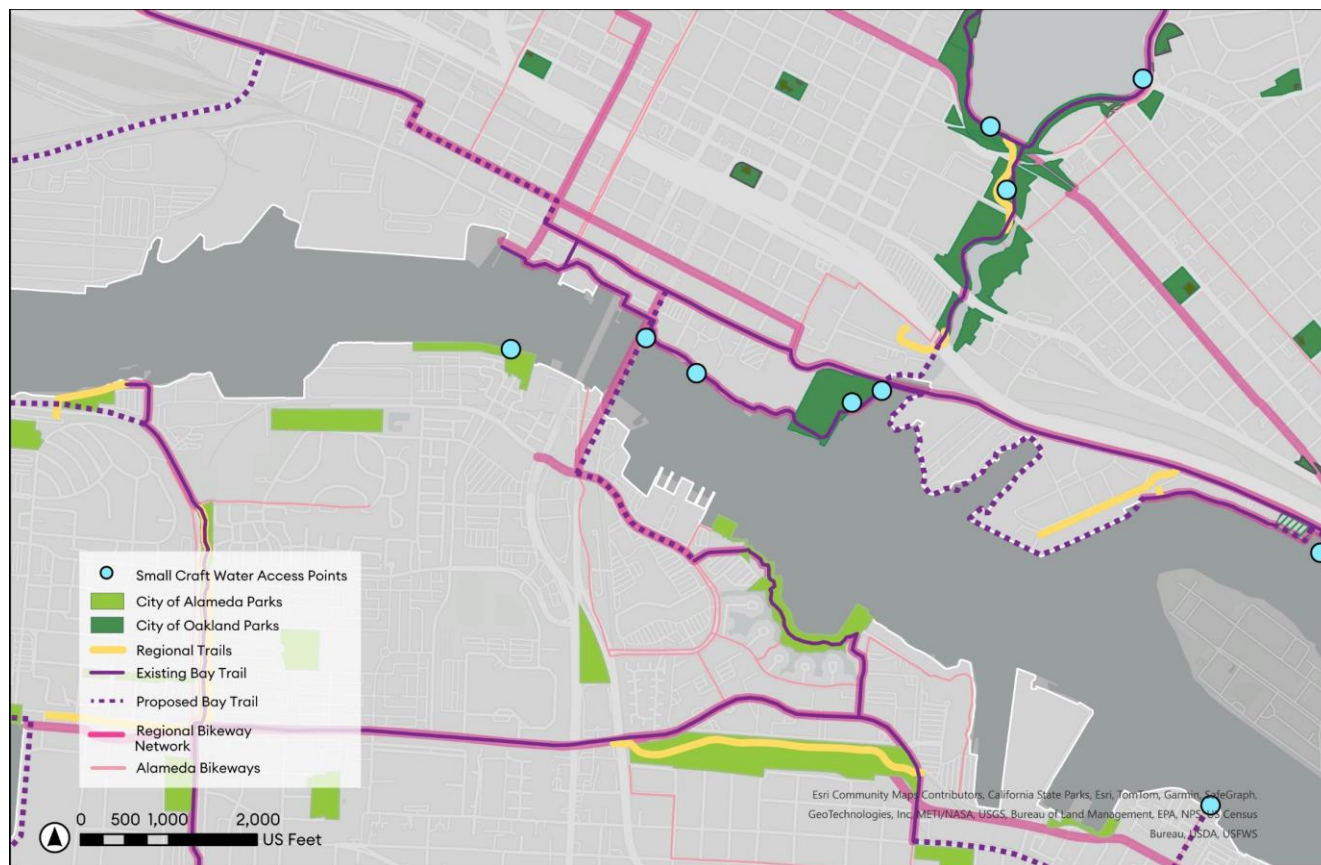 Small Craft Water Access Points
City of Alameda Parks
City of Oakland Parks
Regional Trails
Existing Bay Trail
Proposed Bay Trail
Regional Bikeway
Network
Alameda Bikeways
0 500 1,000 2,000
US Feet
Esri Community Maps Contributors, California State Parks, Esri, TomTom, Garmin, SafeGraph,
GeoTechnologies, Inc, METI/NASA, USGS, Bureau of Land Management, EPA, NPS, US Census
Bureau, USDA, USFWS